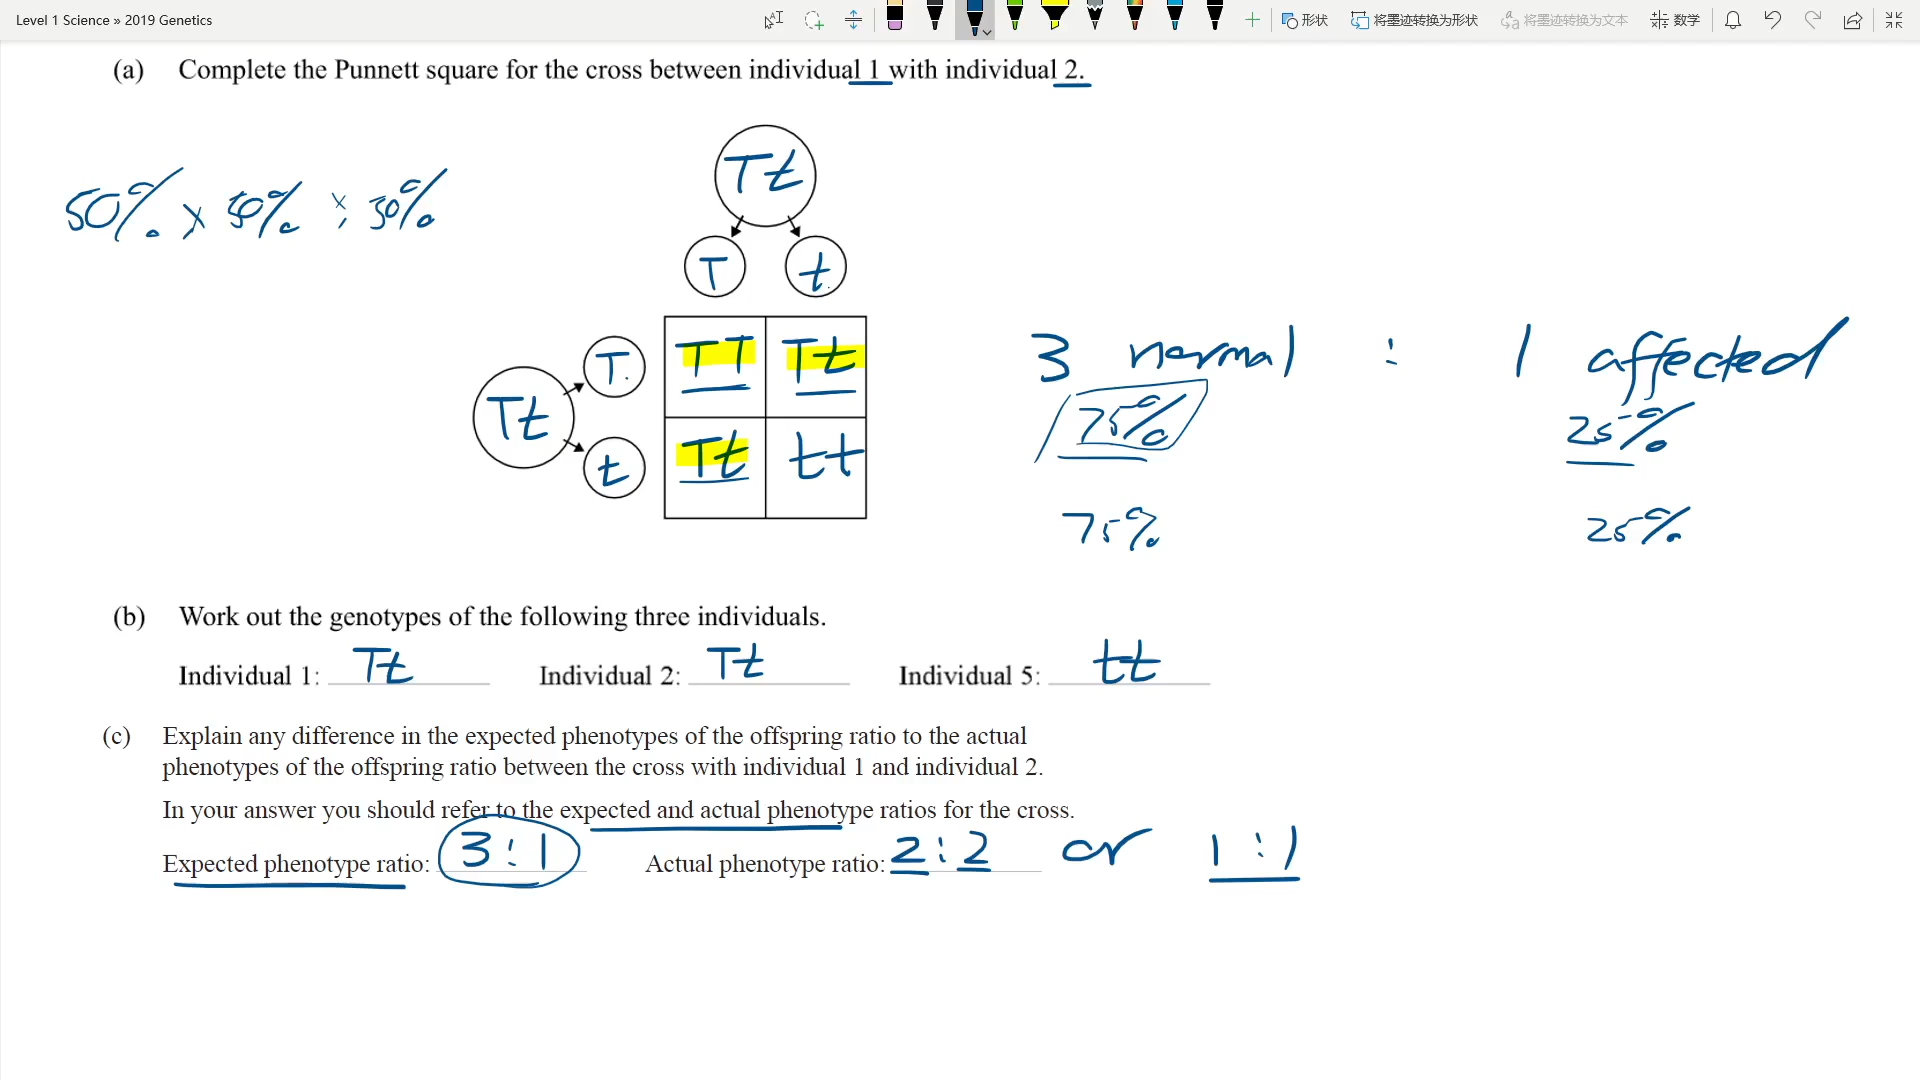 Level 1 Science » 2019 Genetics
形状 将墨迹转换为形状 将墨迹转换为文本 数学
(a) Complete the Punnett square for the cross between individual 1 with individual 2.
Tt
50% x 50% x 50%
T t
T TT Tt
3 normal : 1 affected
Tt
75% 25%
t Tt tt
75% 25%
(b) Work out the genotypes of the following three individuals.
Individual 1: Tt Individual 2: Tt Individual 5: tt
(c) Explain any difference in the expected phenotypes of the offspring ratio to the actual
phenotypes of the offspring ratio between the cross with individual 1 and individual 2.
In your answer you should refer to the expected and actual phenotype ratios for the cross.
Expected phenotype ratio: 3:1 Actual phenotype ratio: 2:2 or 1:1